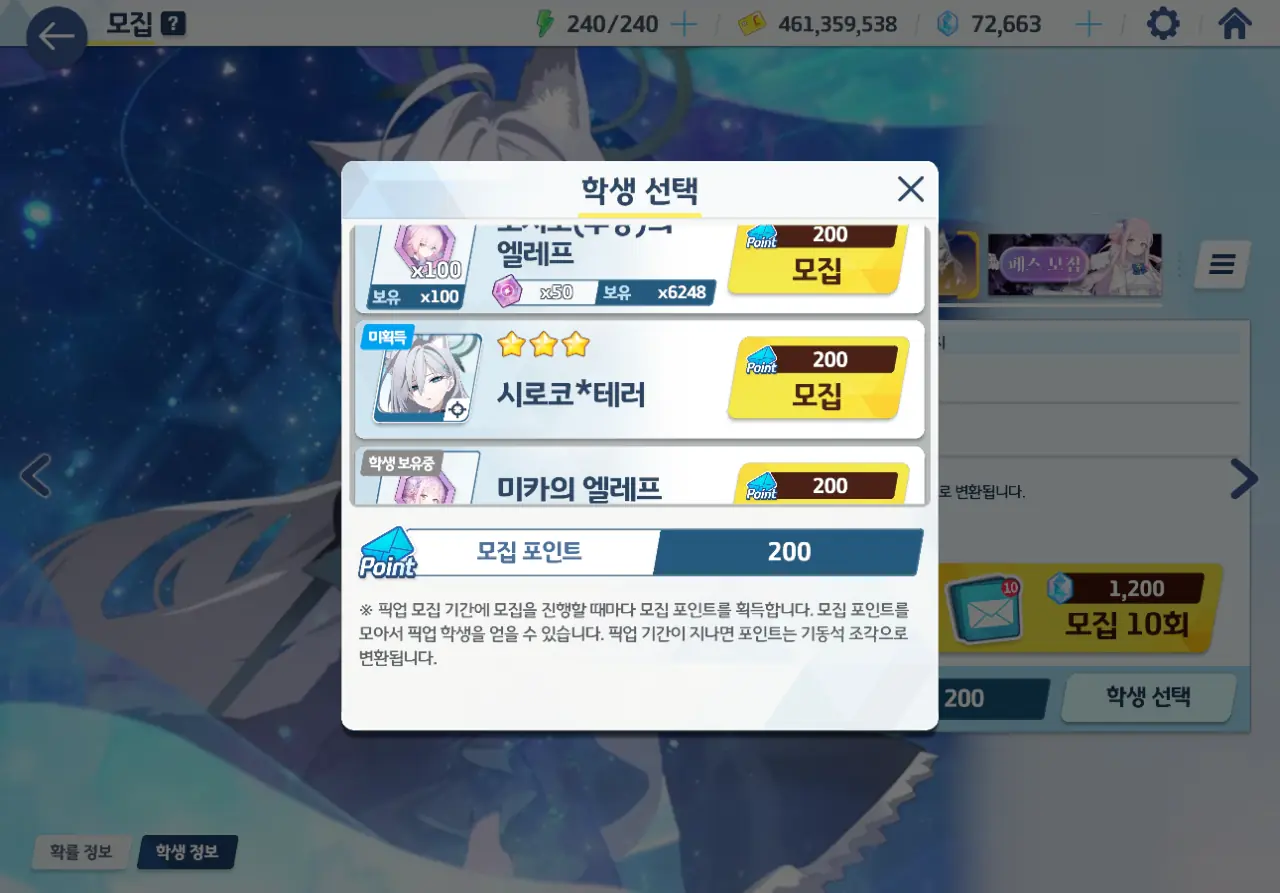 모집 ?
240/240
461,359,538
72,663
학생 선택
엘레프
x100
보유 x100
x50 보유 x6248
Point 200
모집
미획득
시로코*테러
Point 200
모집
학생 보유중
미카의 엘레프
Point 200
Point 모집 포인트 200
※ 픽업 모집 기간에 모집을 진행할 때마다 모집 포인트를 획득합니다. 모집 포인트를
모아서 픽업 학생을 얻을 수 있습니다. 픽업 기간이 지나면 포인트는 기동석 조각으로
변환됩니다.
페스 모집
로 변환됩니다.
10
1,200
모집 10회
200
학생 선택
확률 정보
학생 정보